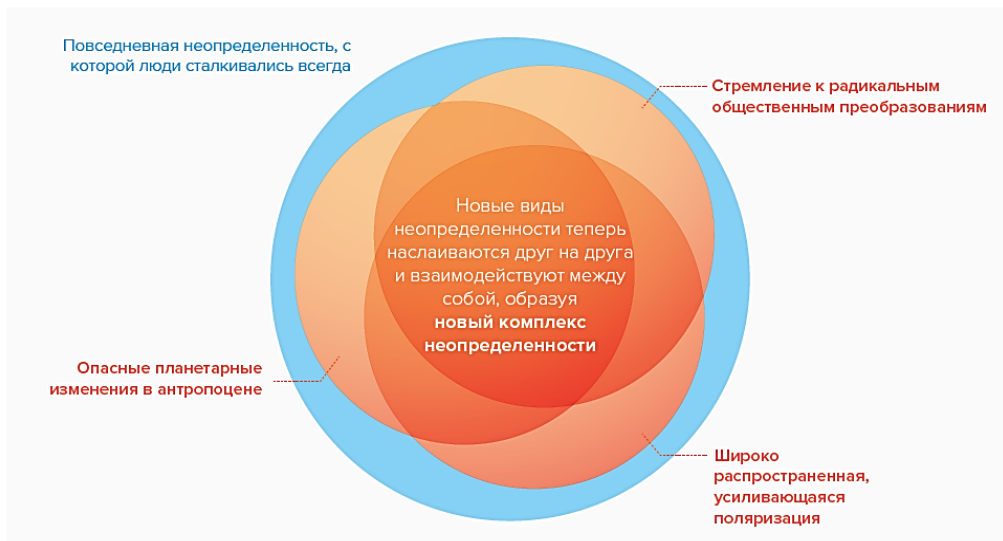 Повседневная неопределенность, с
которой люди сталкивались всегда
Стремление к радикальным
общественным преобразованиям
Новые виды
неопределенности теперь
наслаиваются друг на друга
и взаимодействуют между
собой, образуя
новый комплекс
неопределенности
Опасные планетарные
изменения в антропоцене
Широко
распространенная,
усиливающаяся
поляризация